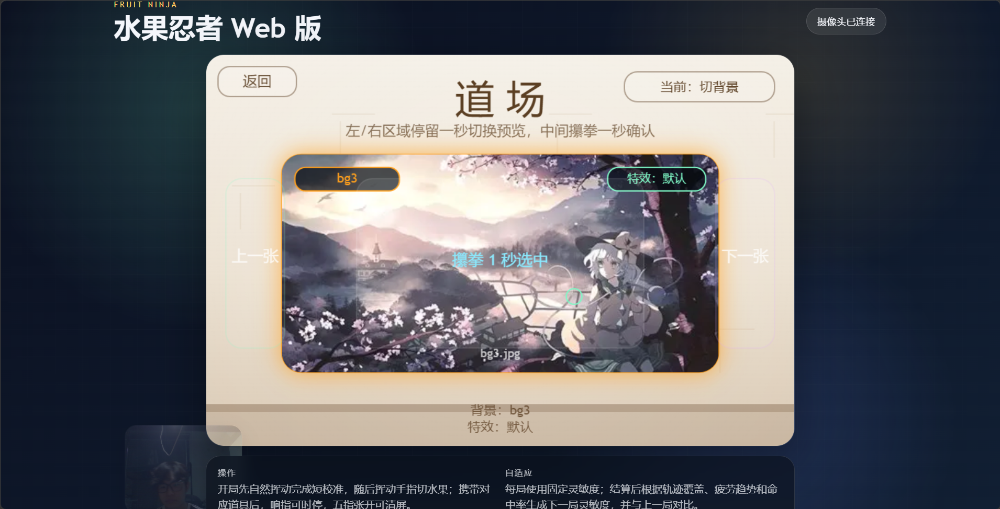 FRUIT NINJA
水果忍者 Web 版
摄像头已连接
返回
道 场
当前：切背景
左/右区域停留一秒切换预览，中间攥拳一秒确认
bg3
特效：默认
上一张
攥拳 1 秒选中
下一张
bg3.jpg
背景：bg3
特效：默认
操作
开局先自然挥动完成短校准，随后挥动手指切水果；携带对
应道具后，响指可时停，五指张开可清屏。
自适应
每局使用固定灵敏度；结算后根据轨迹覆盖、疲劳趋势和命
中率生成下一局灵敏度，并与上一局对比。